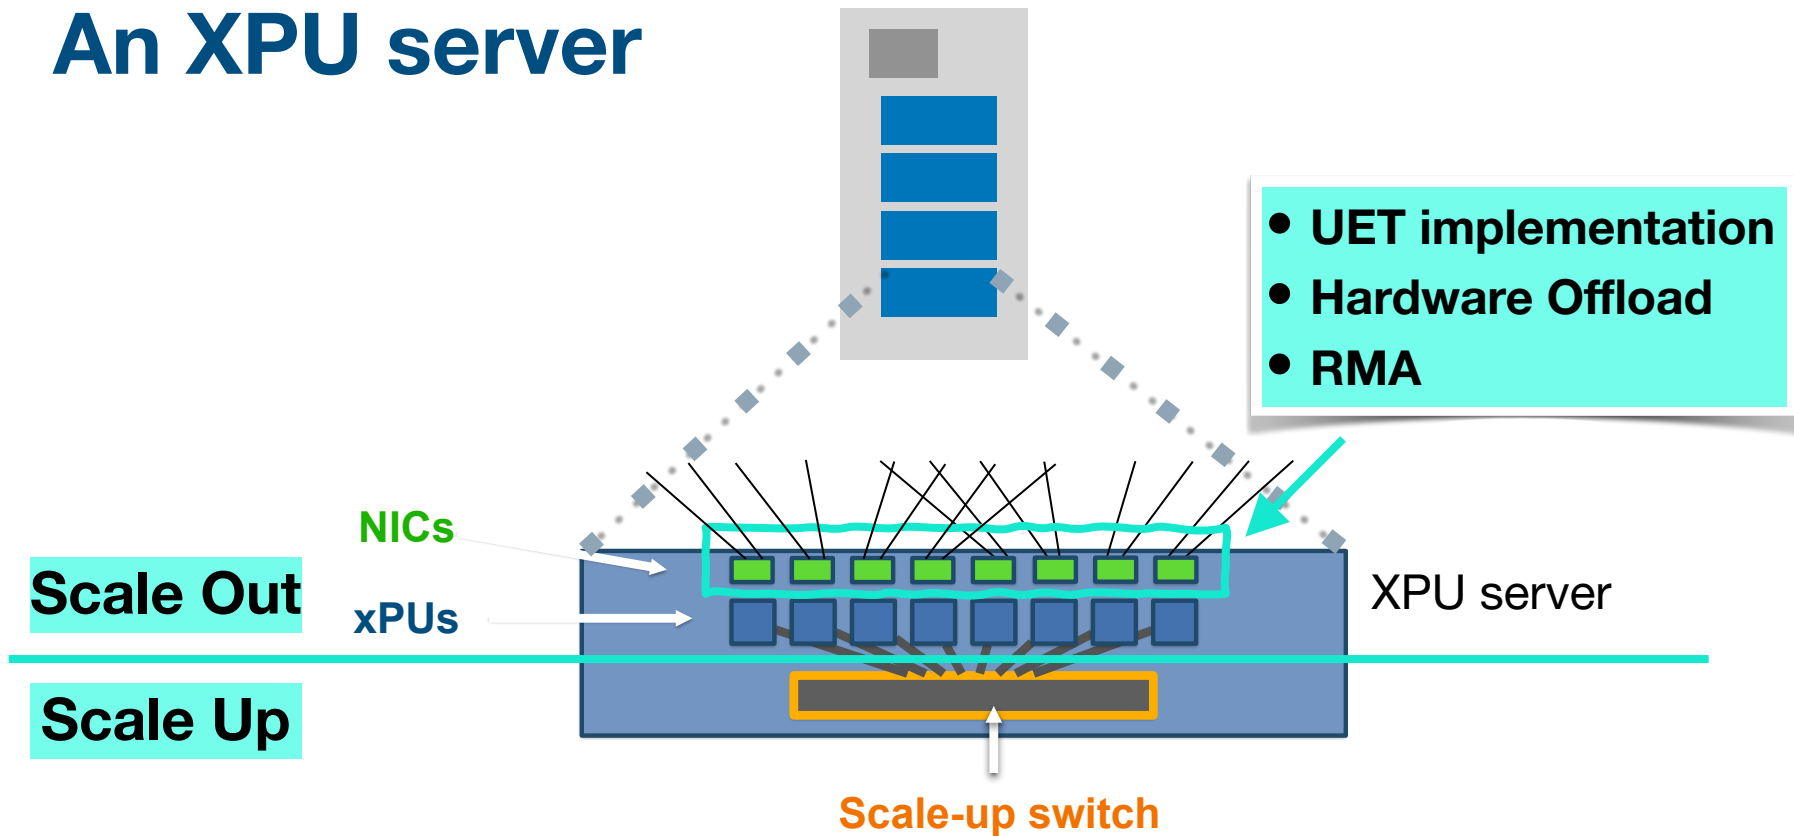 An XPU server
• UET implementation
• Hardware Offload
• RMA
NICs
Scale Out
xPUs
XPU server
Scale Up
Scale-up switch